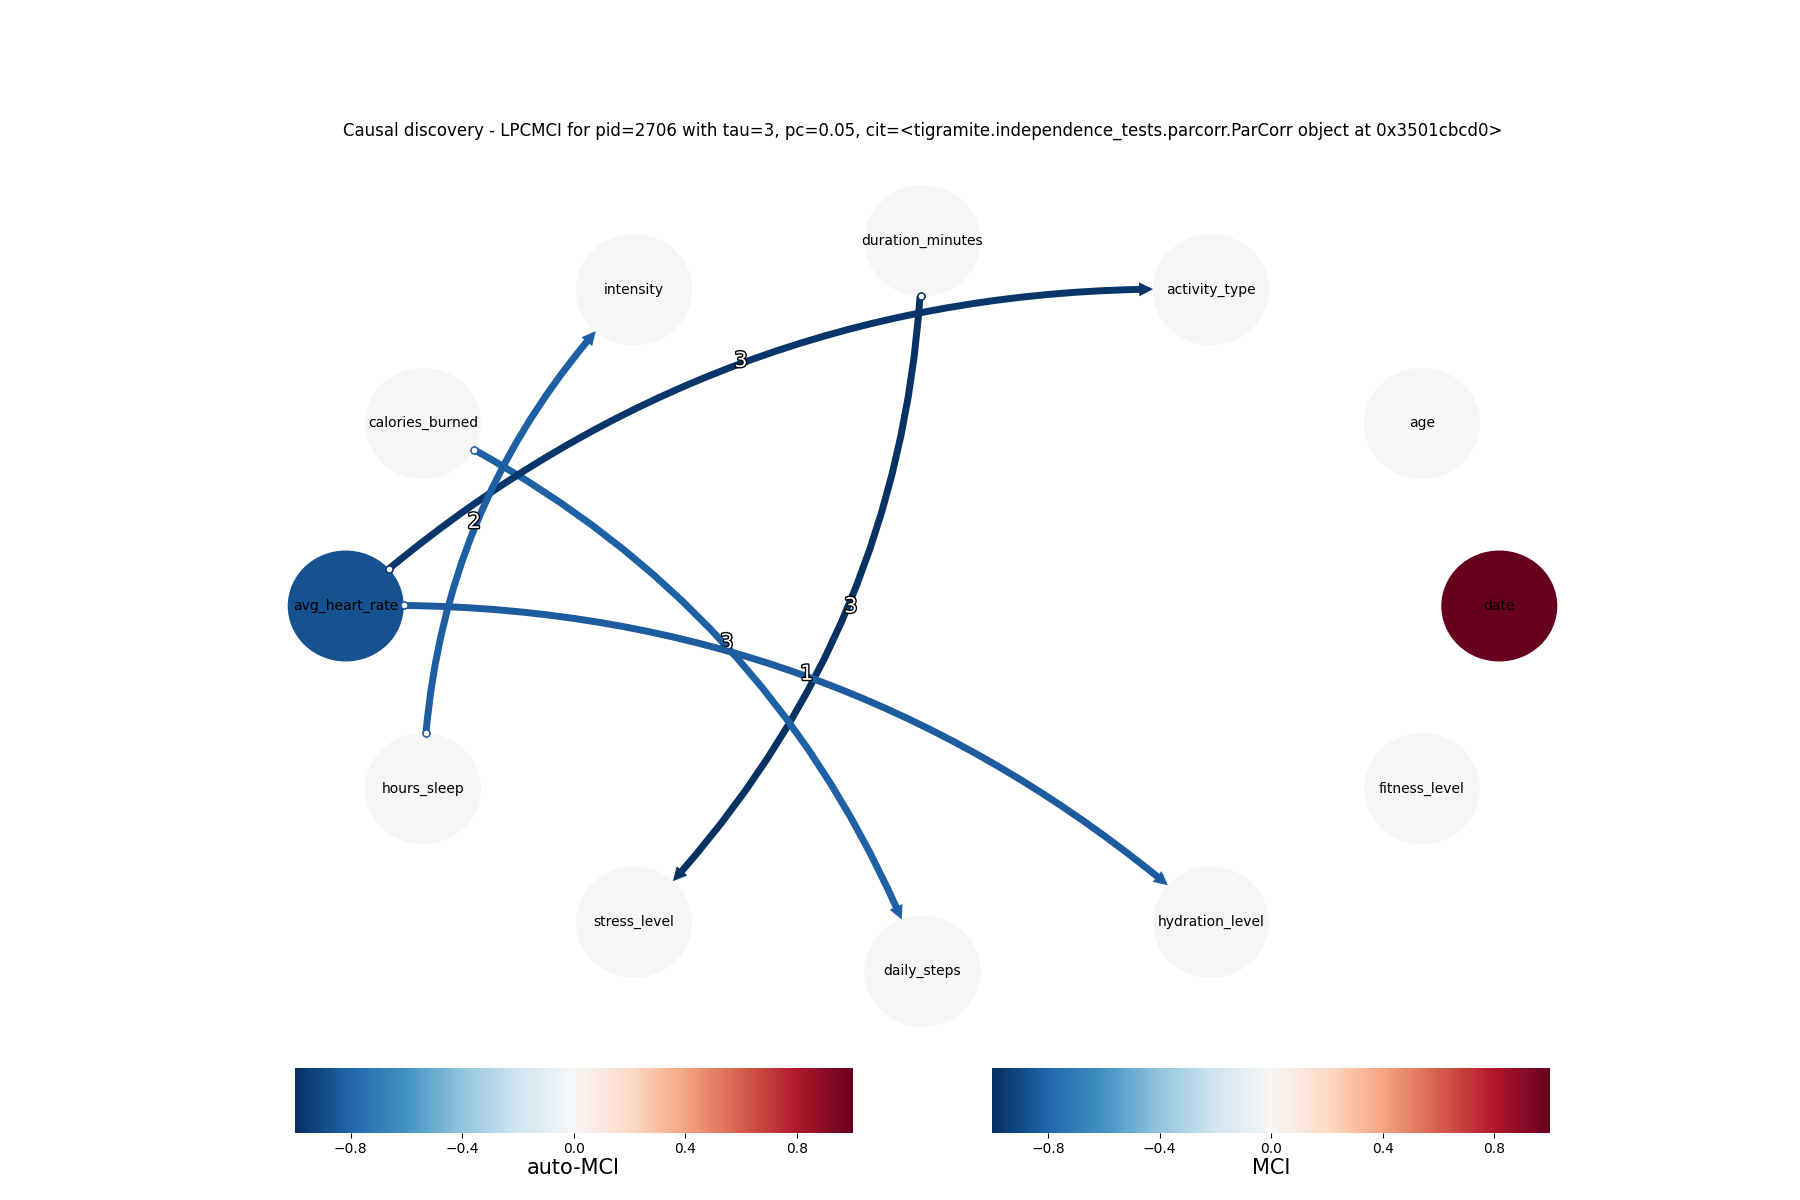 Causal discovery - LPCMCI for pid=2706 with tau=3, pc=0.05, cit=<tigramite.independence_tests.parcorr.ParCorr object at 0x3501cbcd0>
duration_minutes
intensity
activity_type
3
calories_burned
age
2
avg_heart_rate
3
date
3
1
hours_sleep
fitness_level
stress_level
hydration_level
daily_steps
−0.8 −0.4 0.0 0.4 0.8
auto-MCI
−0.8 −0.4 0.0 0.4 0.8
MCI